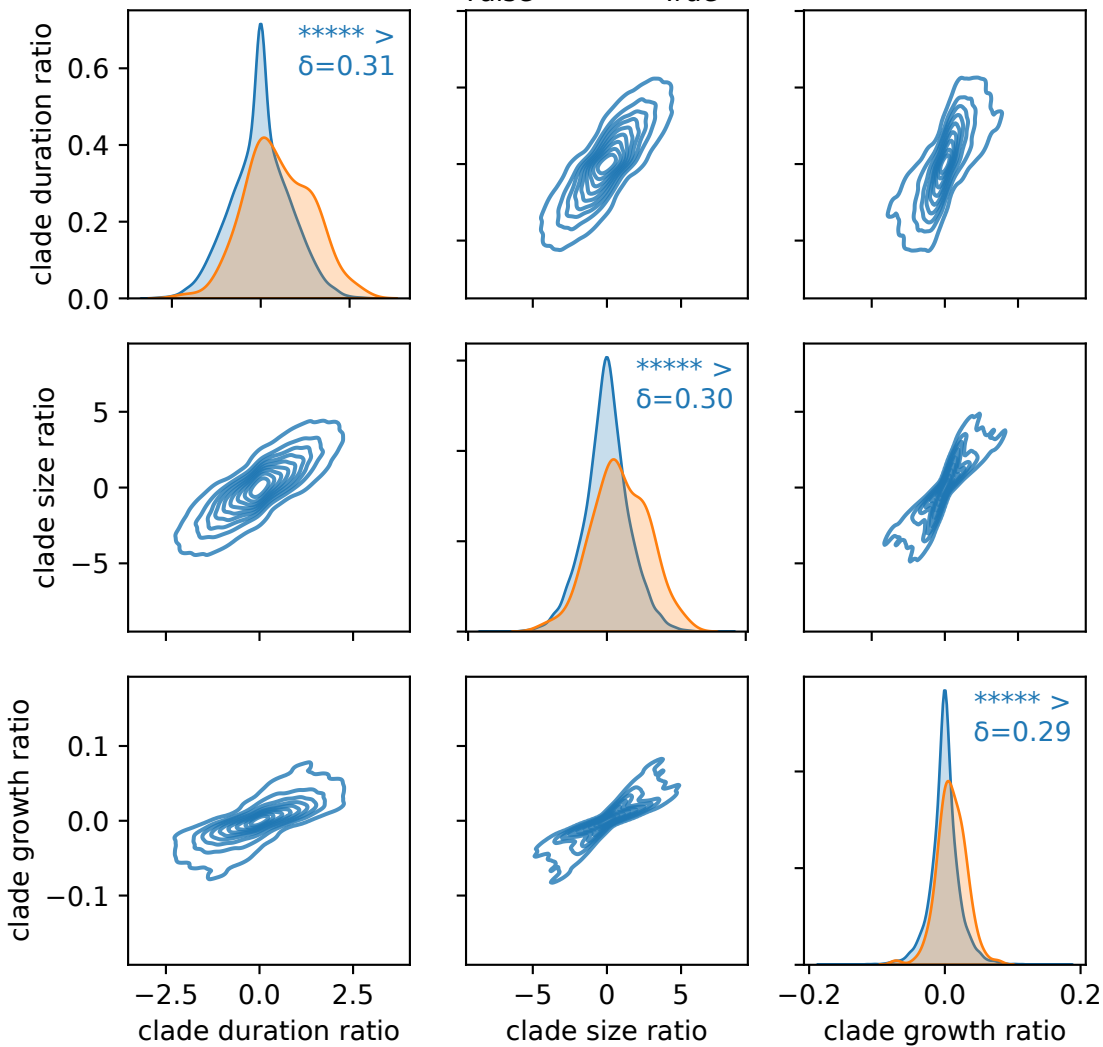 ***** >
δ=0.31
clade duration ratio
0.6
0.4
0.2
0.0
***** >
δ=0.30
clade size ratio
5
0
−5
***** >
δ=0.29
clade growth ratio
0.1
0.0
−0.1
−2.5 0.0 2.5
−5 0 5
−0.2 0.0 0.2
clade duration ratio
clade size ratio
clade growth ratio